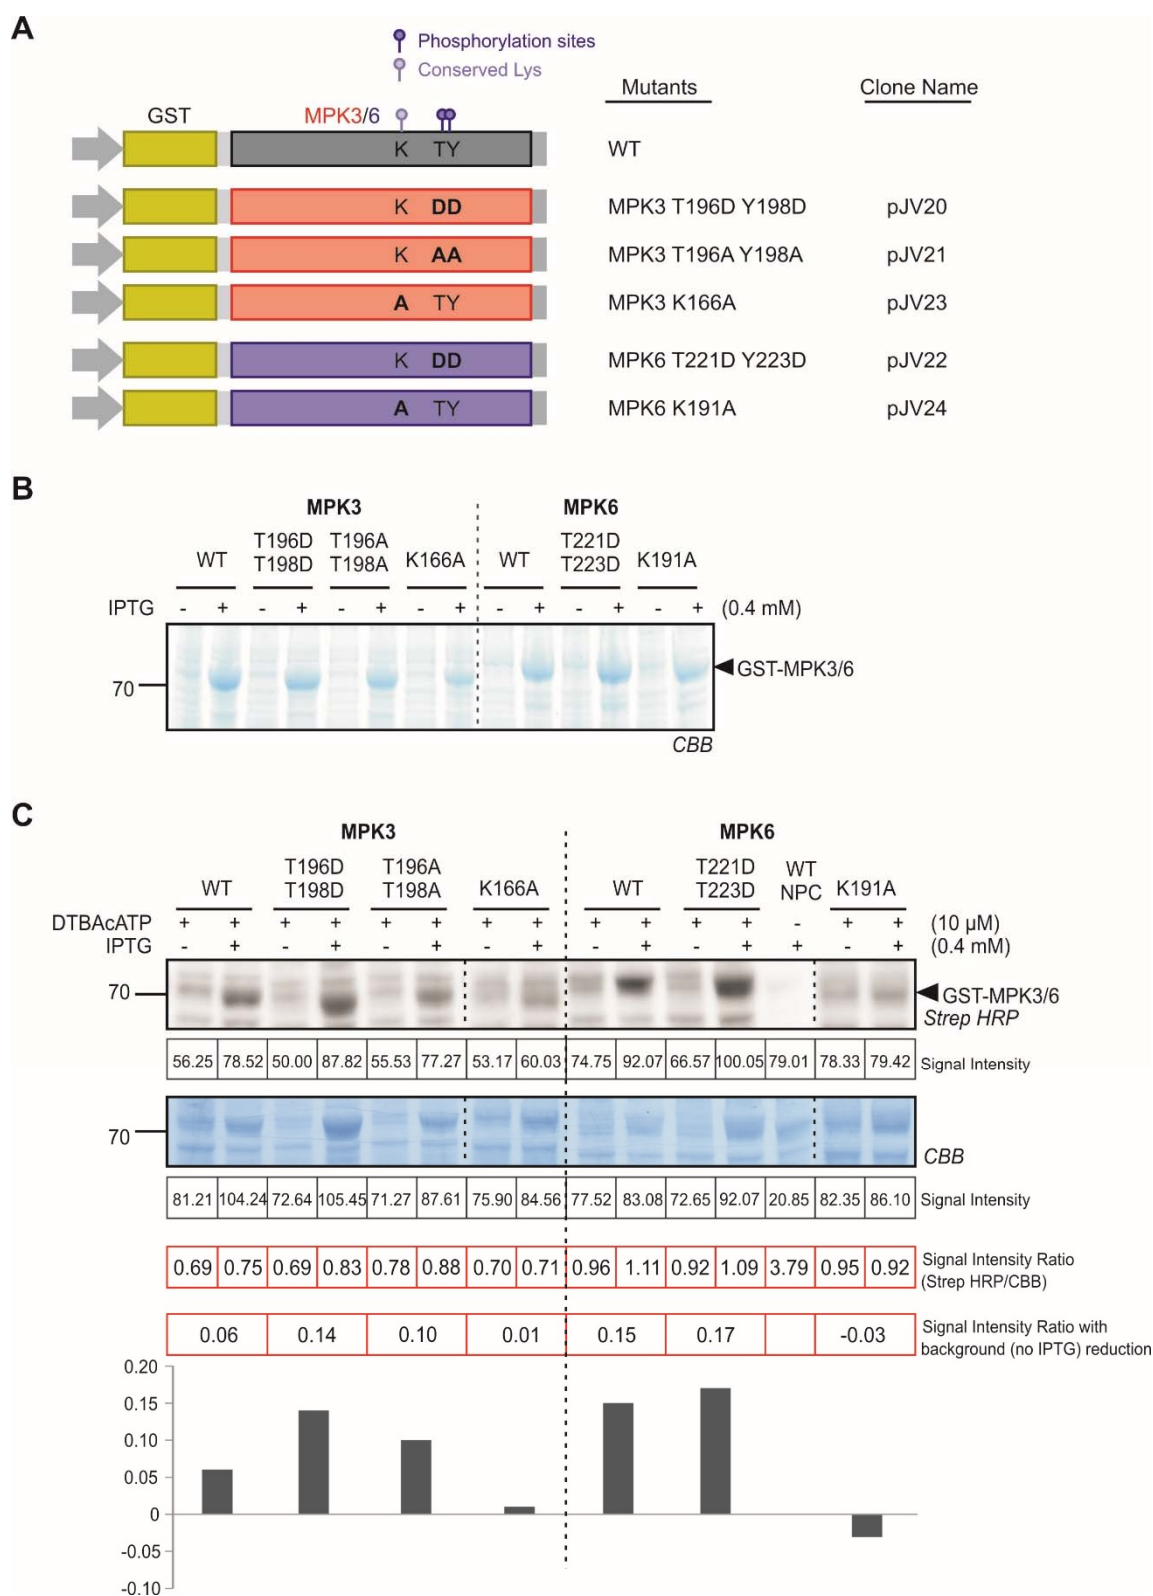 A
Phosphorylation sites
Conserved Lys
Mutants Clone Name
GST MPK3/6
K TY WT
K DD MPK3 T196D Y198D pJV20
K AA MPK3 T196A Y198A pJV21
A TY MPK3 K166A pJV23
K DD MPK6 T221D Y223D pJV22
A TY MPK6 K191A pJV24
B
MPK3 MPK6
T196D T196A T221D
WT T198D T198A K166A WT T223D K191A
IPTG - + - + - + - + - + - + - + (0.4 mM)
GST-MPK3/6
70
CBB
C
MPK3 MPK6
T196D T196A T221D WT
WT T198D T198A K166A WT T223D NPC K191A
DTBAcATP + + + + + + + + + + + + - + + (10 µM)
IPTG - + - + - + - + - + - + + - + (0.4 mM)
70 GST-MPK3/6
Strep HRP
56.25 78.52 50.00 87.82 55.53 77.27 53.17 60.03 74.75 92.07 66.57 100.05 79.01 78.33 79.42 Signal Intensity
70
CBB
81.21 104.24 72.64 105.45 71.27 87.61 75.90 84.56 77.52 83.08 72.65 92.07 20.85 82.35 86.10 Signal Intensity
0.69 0.75 0.69 0.83 0.78 0.88 0.70 0.71 0.96 1.11 0.92 1.09 3.79 0.95 0.92 Signal Intensity Ratio
(Strep HRP/CBB)
0.06 0.14 0.10 0.01 0.15 0.17 -0.03 Signal Intensity Ratio with
background (no IPTG) reduction
0.20
0.15
0.10
0.05
0
-0.05
-0.10